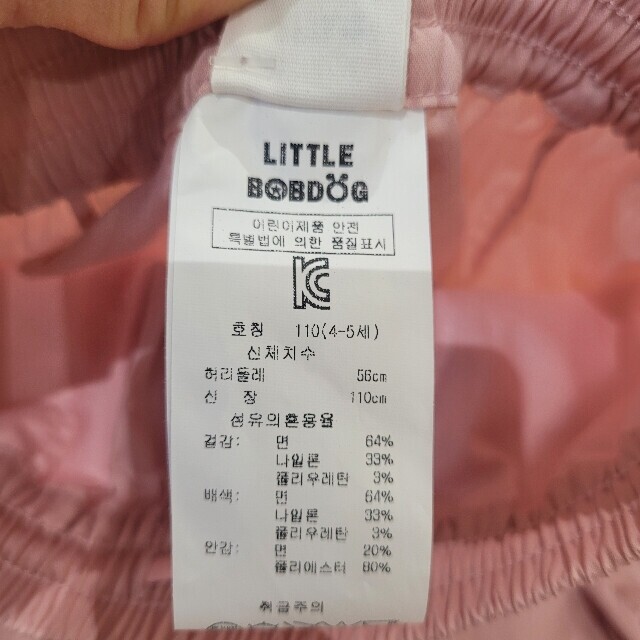 LITTLE
BOBDOG
어린이제품 안전
특별법에 의한 품질표시
호칭 110(4-5세)
신체치수
허리둘레 56cm
신 장 110cm
섬유의혼용율
겉감: 면 64%
나일론 33%
폴리우레탄 3%
배색: 면 64%
나일론 33%
폴리우레탄 3%
안감: 면 20%
폴리에스터 80%
취급주의